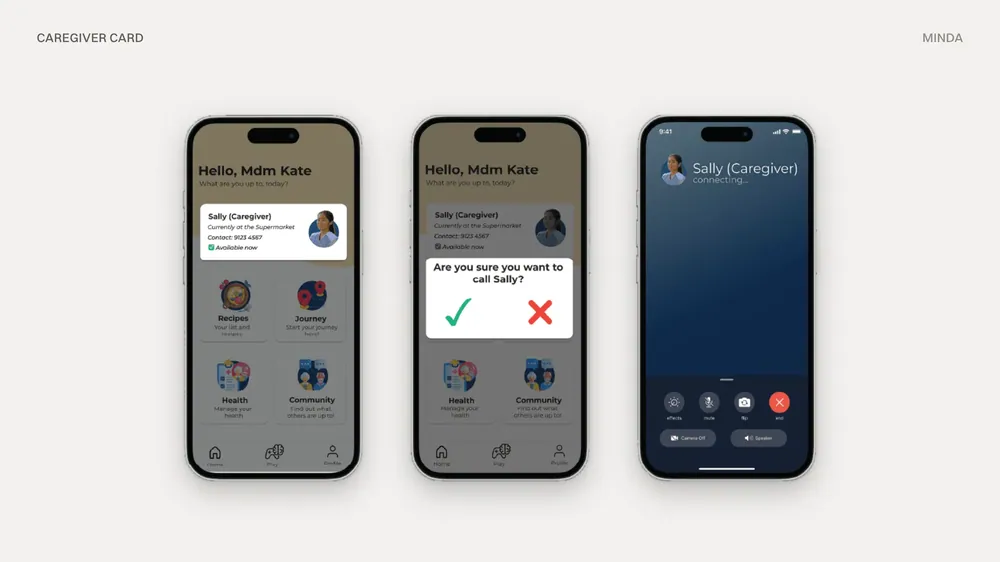 CAREGIVER CARD
MINDA
Hello, Mdm Kate
What are you up to, today?
Sally (Caregiver)
Currently at the Supermarket
Contact: 9123 4567
Available now
Recipes
Your list and
Journey
Start your journey
Health
Manage your
health
Community
Find out what
others are up to!
Home
Play
Profile
Hello, Mdm Kate
What are you up to, today?
Sally (Caregiver)
Currently at the Supermarket
Contact: 9123 4567
Available now
Are you sure you want to
call Sally?
Health
Manage your
health
Community
Find out what
others are up to!
Home
Play
Profile
9:41
Sally (Caregiver)
connecting...
effects
mute
flip
end
Camera Off
Speaker